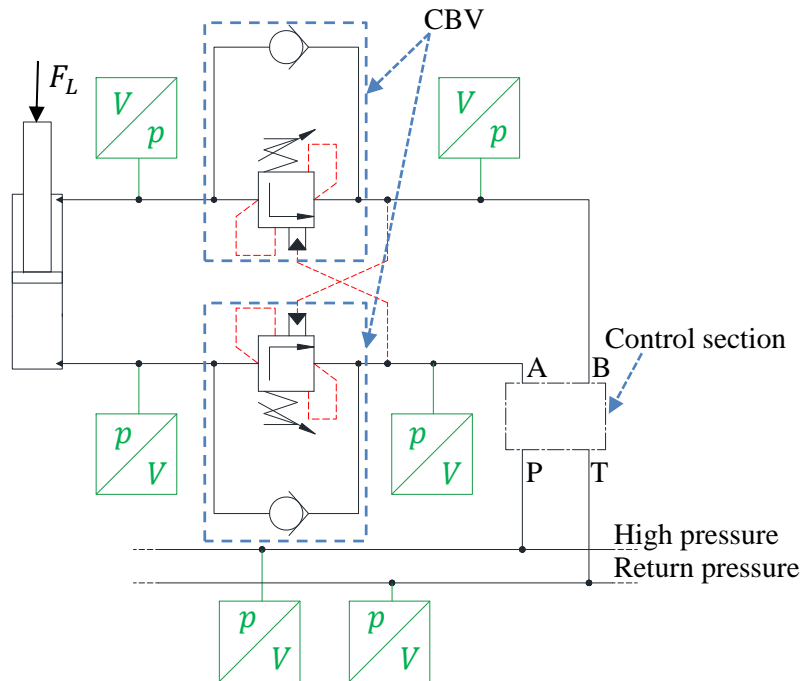 CBV
F_L
V
p
V
p
Control section
A
B
p
V
p
V
P
T
High pressure
Return pressure
p
V
p
V